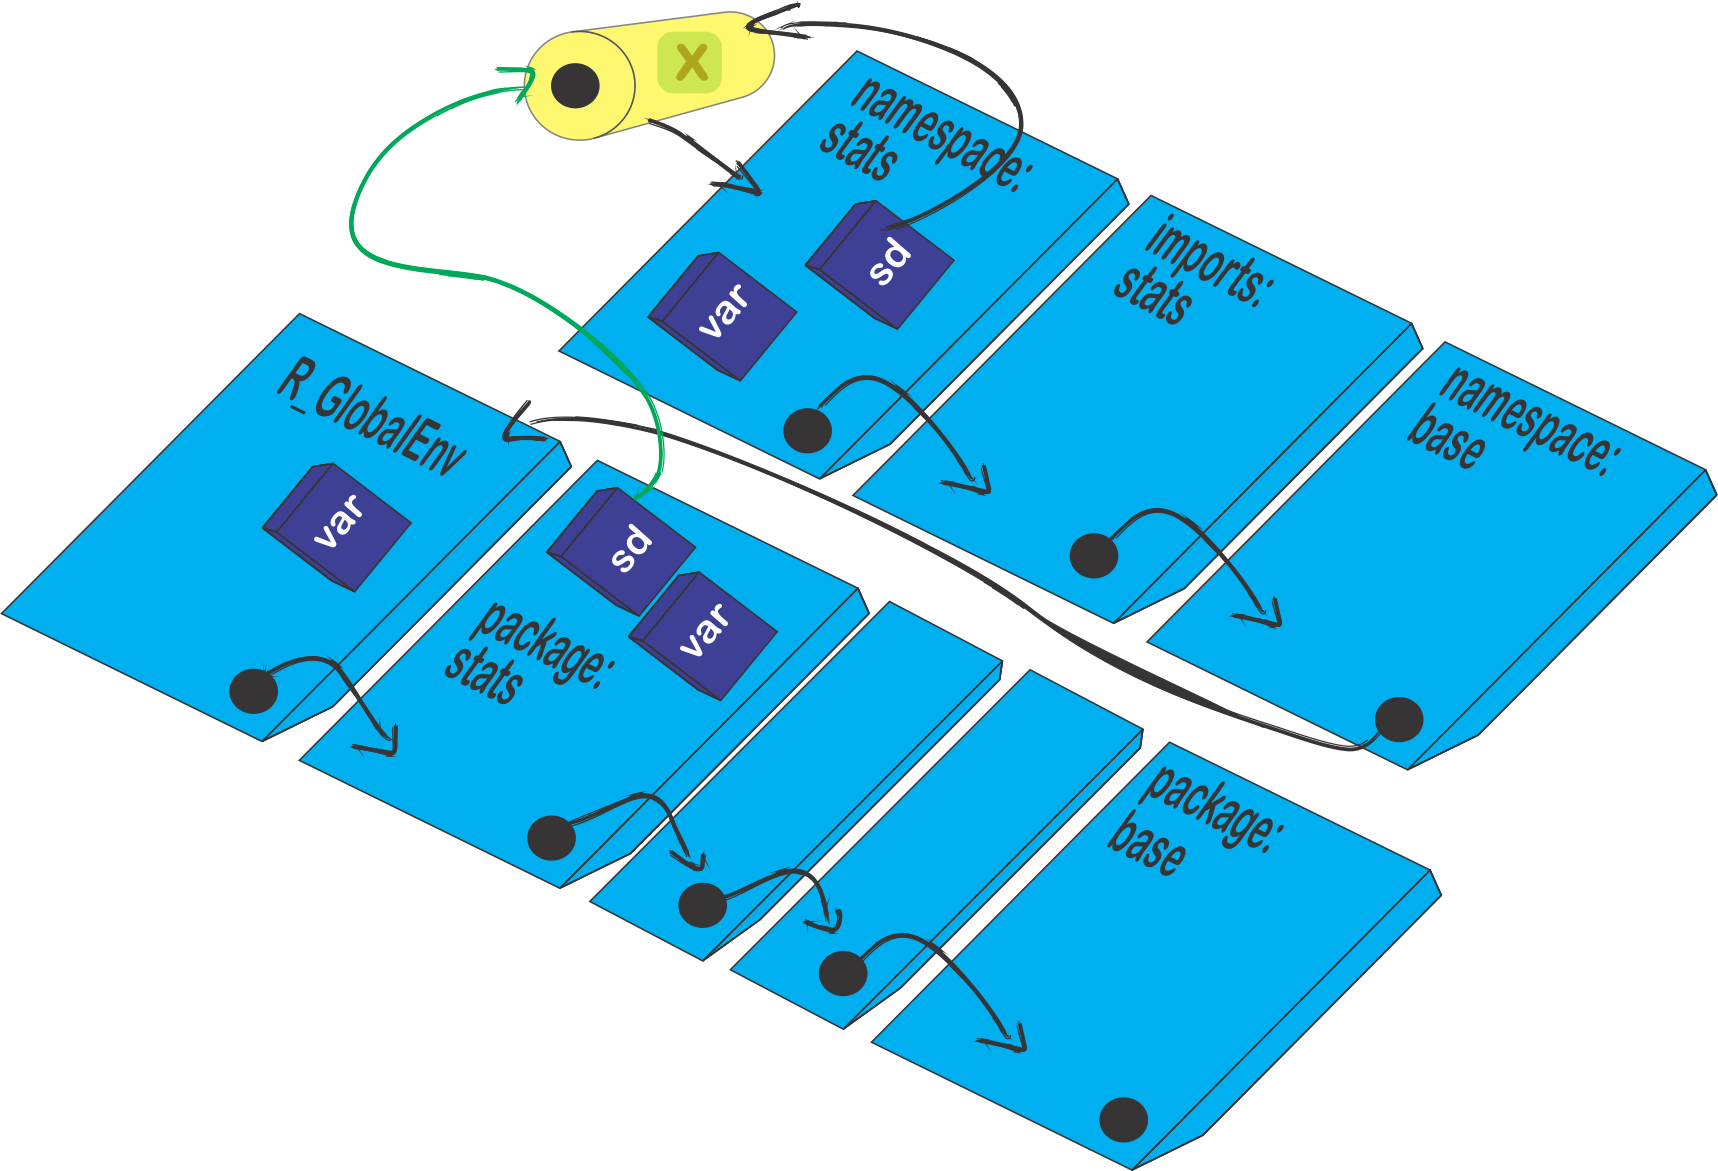 X
namespace:
stats
sd
var
imports:
stats
namespace:
base
R_GlobalEnv
var
sd
var
package:
stats
package:
base